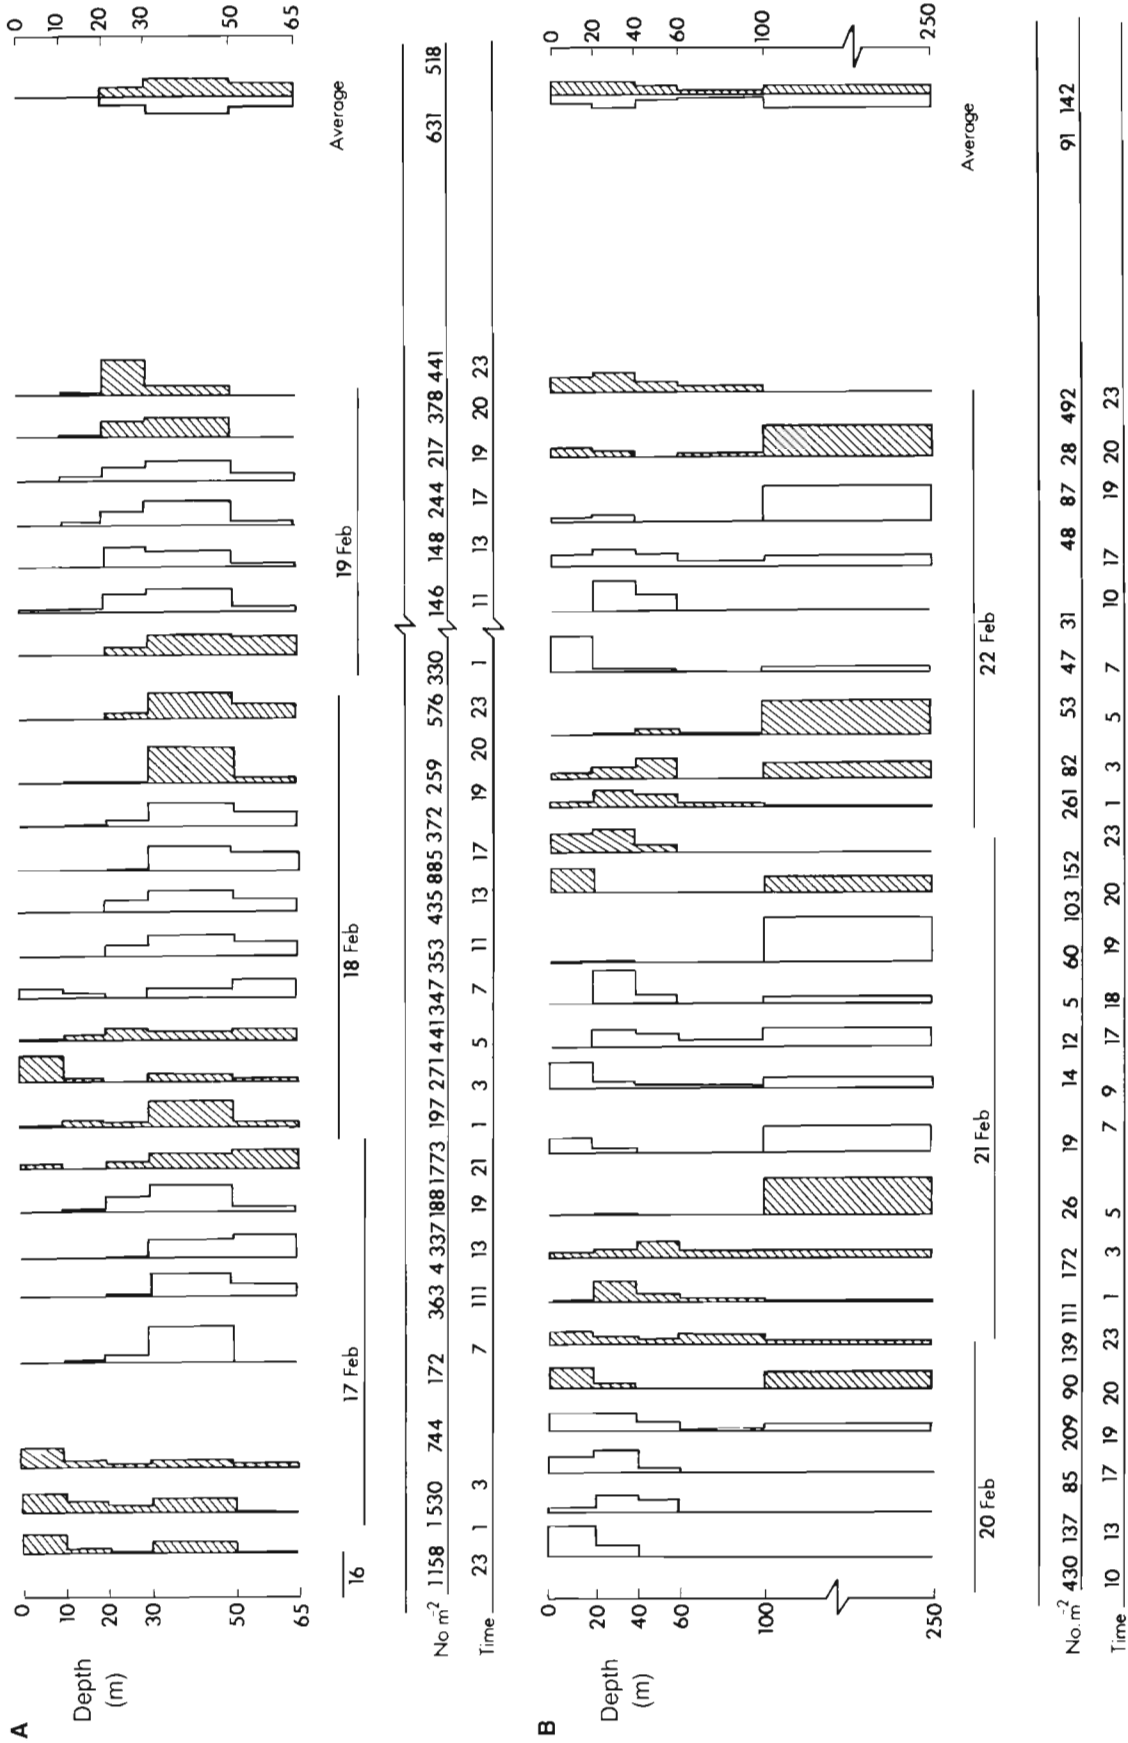 A
Depth
(m)
0
10
20
30
50
65
0
10
20
30
50
65
Average
16
17 Feb
18 Feb
19 Feb
No m⁻² 1158 1 530 744 172 363 4 337 188 1773 197 271 441 347 353 435 885 372 259 576 330 146 148 244 217 378 441 631 518
Time 23 1 3 7 111 13 19 21 1 3 5 7 11 13 17 19 20 23 1 11 13 17 19 20 23
B
Depth
(m)
0
20
40
60
100
250
0
20
40
60
100
250
Average
20 Feb
21 Feb
22 Feb
No. m⁻² 430 137 85 209 90 139 111 172 26 19 14 12 5 60 103 152 261 82 53 47 31 48 87 28 492 91 142
Time 10 13 17 19 20 23 1 3 5 7 9 17 18 19 20 23 1 3 5 7 10 17 19 20 23